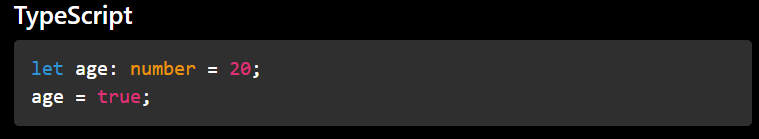 TypeScript
let age: number = 20;
age = true;